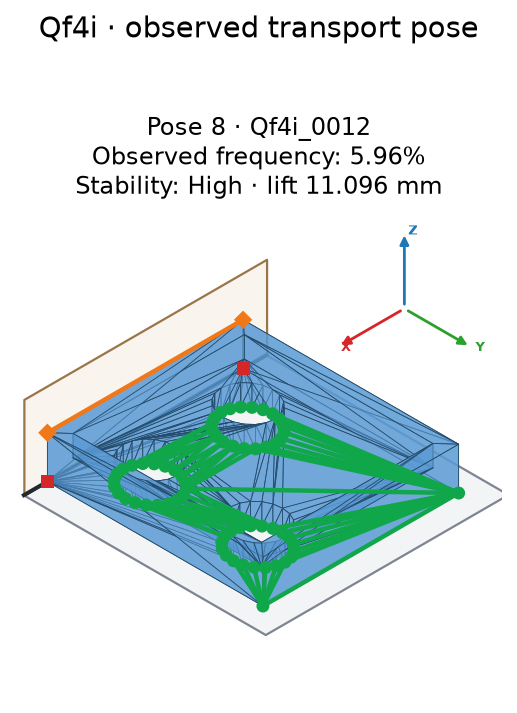 Qf4i · observed transport pose
Pose 8 · Qf4i_0012
Observed frequency: 5.96%
Stability: High · lift 11.096 mm
Z
X
Y